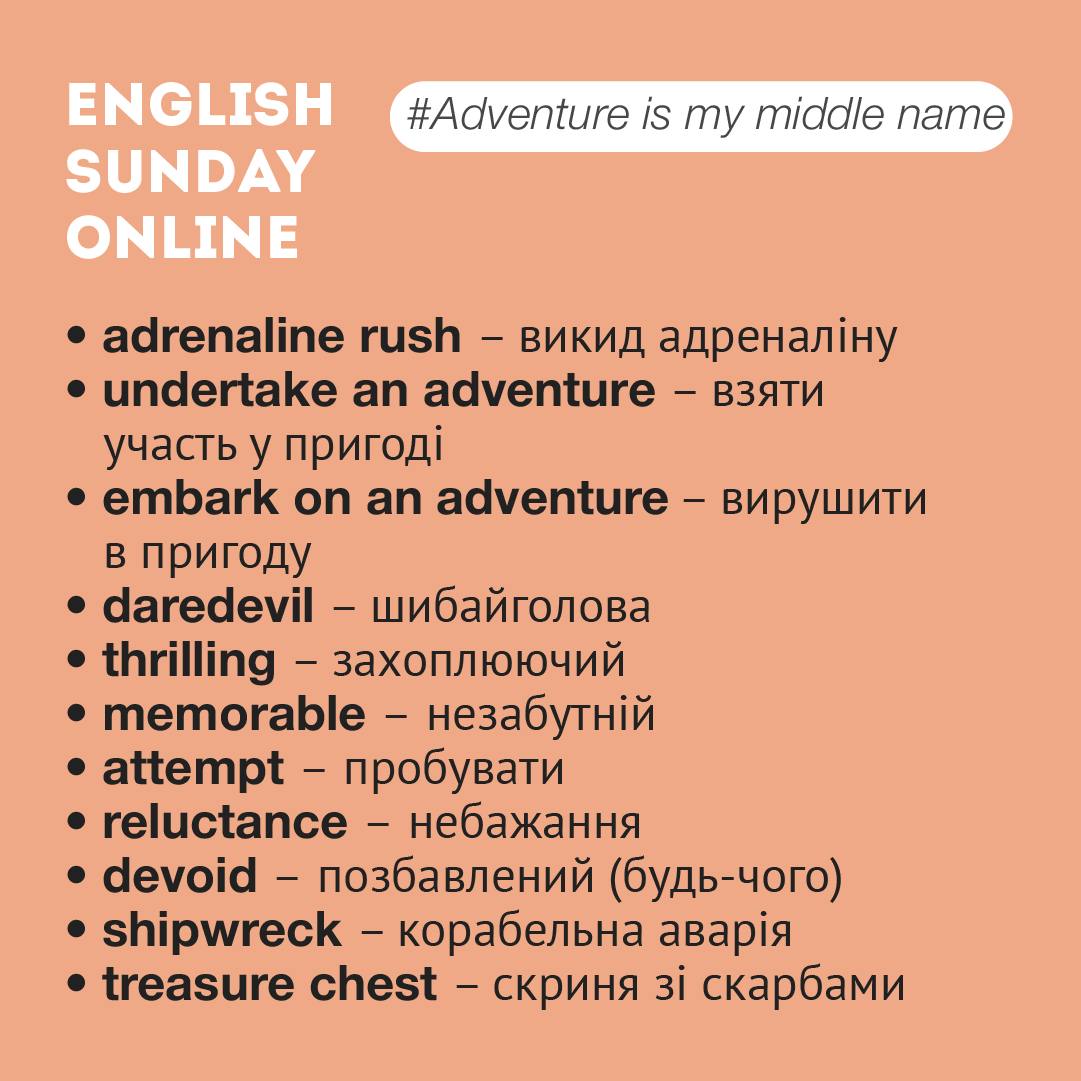 ENGLISH
SUNDAY
ONLINE
#Adventure is my middle name
• adrenaline rush – викид адреналіну
• undertake an adventure – взяти
участь у пригоді
• embark on an adventure – вирушити
в пригоду
• daredevil – шибайголова
• thrilling – захоплюючий
• memorable – незабутній
• attempt – пробувати
• reluctance – небажання
• devoid – позбавлений (будь-чого)
• shipwreck – корабельна аварія
• treasure chest – скриня зі скарбами